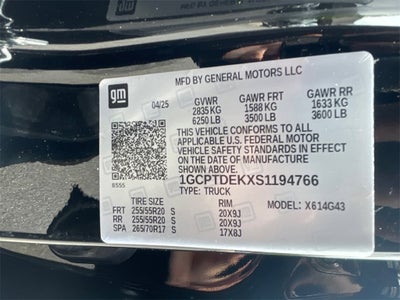 gm
MFD BY GENERAL MOTORS LLC
04/25 GVWR GAWR FRT GAWR RR
2835 KG 1588 KG 1633 KG
6250 LB 3500 LB 3600 LB
THIS VEHICLE CONFORMS TO ALL
APPLICABLE U.S. FEDERAL MOTOR
VEHICLE SAFETY STANDARDS IN EFFECT
ON THE DATE OF MANUFACTURE
SHOWN ABOVE.
1GCPTDEKXS1194766
8555 TYPE: TRUCK
MODEL: X614G43
TIRE SIZE RIM
FRT 255/55R20 S 20X9J
RR 255/55R20 S 20X9J
SPA 265/70R17 S 17X8J